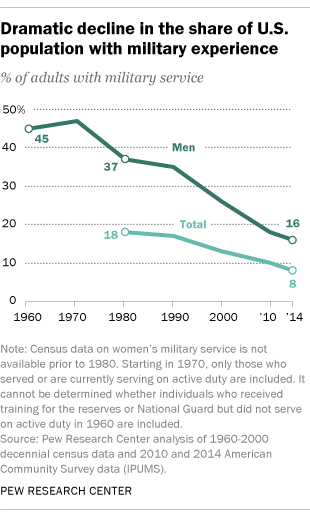 Dramatic decline in the share of U.S.
population with military experience
% of adults with military service
50%
40
30
20
10
0
45
37
Men
16
18
Total
8
1960 1970 1980 1990 2000 '10 '14
Note: Census data on women's military service is not
available prior to 1980. Starting in 1970, only those who
served or are currently serving on active duty are included. It
cannot be determined whether individuals who received
training for the reserves or National Guard but did not serve
on active duty in 1960 are included.
Source: Pew Research Center analysis of 1960-2000
decennial census data and 2010 and 2014 American
Community Survey data (IPUMS).
PEW RESEARCH CENTER